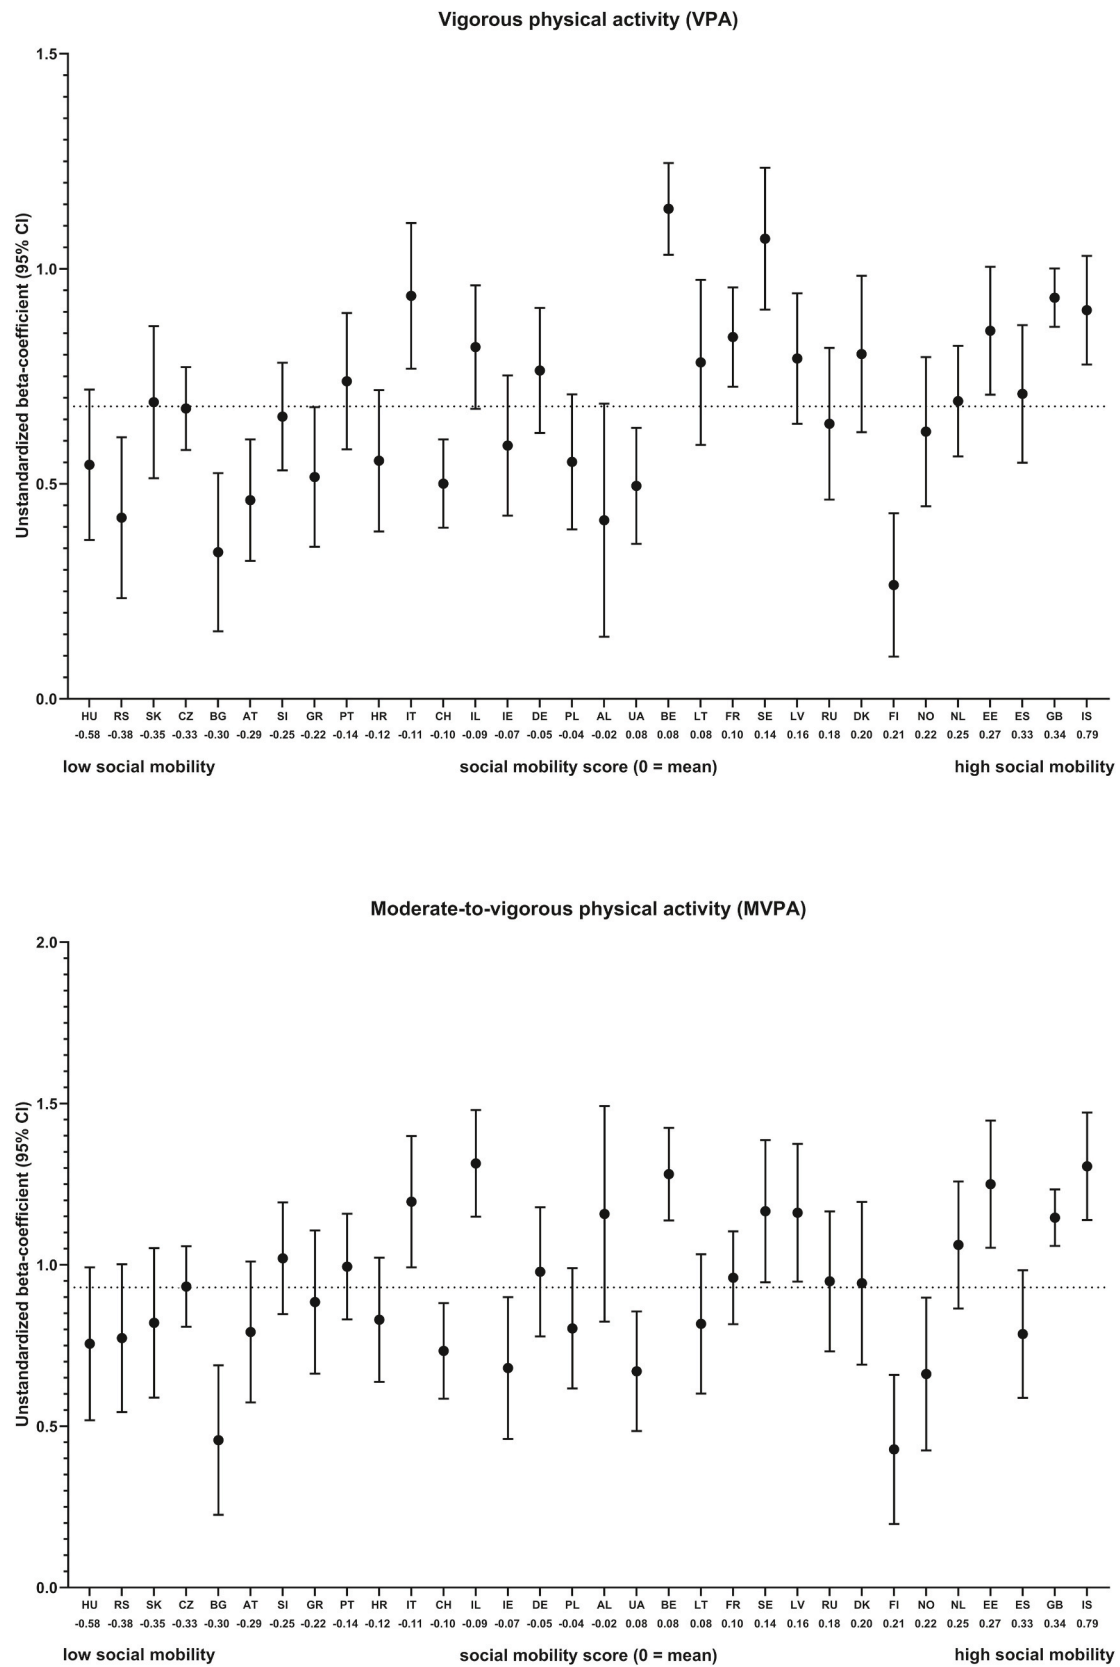 Vigorous physical activity (VPA)
Unstandardized beta-coefficient (95% CI)
1.5
1.0
0.5
0.0
HU RS SK CZ BG AT SI GR PT HR IT CH IL IE DE PL AL UA BE LT FR SE LV RU DK FI NO NL EE ES GB IS
-0.58 -0.38 -0.35 -0.33 -0.30 -0.29 -0.25 -0.22 -0.14 -0.12 -0.11 -0.10 -0.09 -0.07 -0.05 -0.04 -0.02 0.08 0.08 0.08 0.10 0.14 0.16 0.18 0.20 0.21 0.22 0.25 0.27 0.33 0.34 0.79
low social mobility social mobility score (0 = mean) high social mobility
Moderate-to-vigorous physical activity (MVPA)
Unstandardized beta-coefficient (95% CI)
2.0
1.5
1.0
0.5
0.0
HU RS SK CZ BG AT SI GR PT HR IT CH IL IE DE PL AL UA BE LT FR SE LV RU DK FI NO NL EE ES GB IS
-0.58 -0.38 -0.35 -0.33 -0.30 -0.29 -0.25 -0.22 -0.14 -0.12 -0.11 -0.10 -0.09 -0.07 -0.05 -0.04 -0.02 0.08 0.08 0.08 0.10 0.14 0.16 0.18 0.20 0.21 0.22 0.25 0.27 0.33 0.34 0.79
low social mobility social mobility score (0 = mean) high social mobility